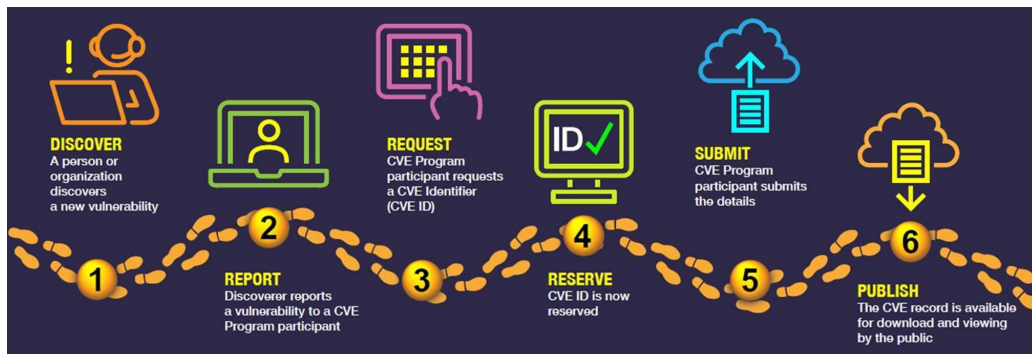 DISCOVER
A person or
organization
discovers
a new vulnerability
1
2
REPORT
Discoverer reports
a vulnerability to a CVE
Program participant
REQUEST
CVE Program
participant requests
a CVE Identifier
(CVE ID)
3
ID
4
RESERVE
CVE ID is now
reserved
SUBMIT
CVE Program
participant submits
the details
5
6
PUBLISH
The CVE record is available
for download and viewing
by the public